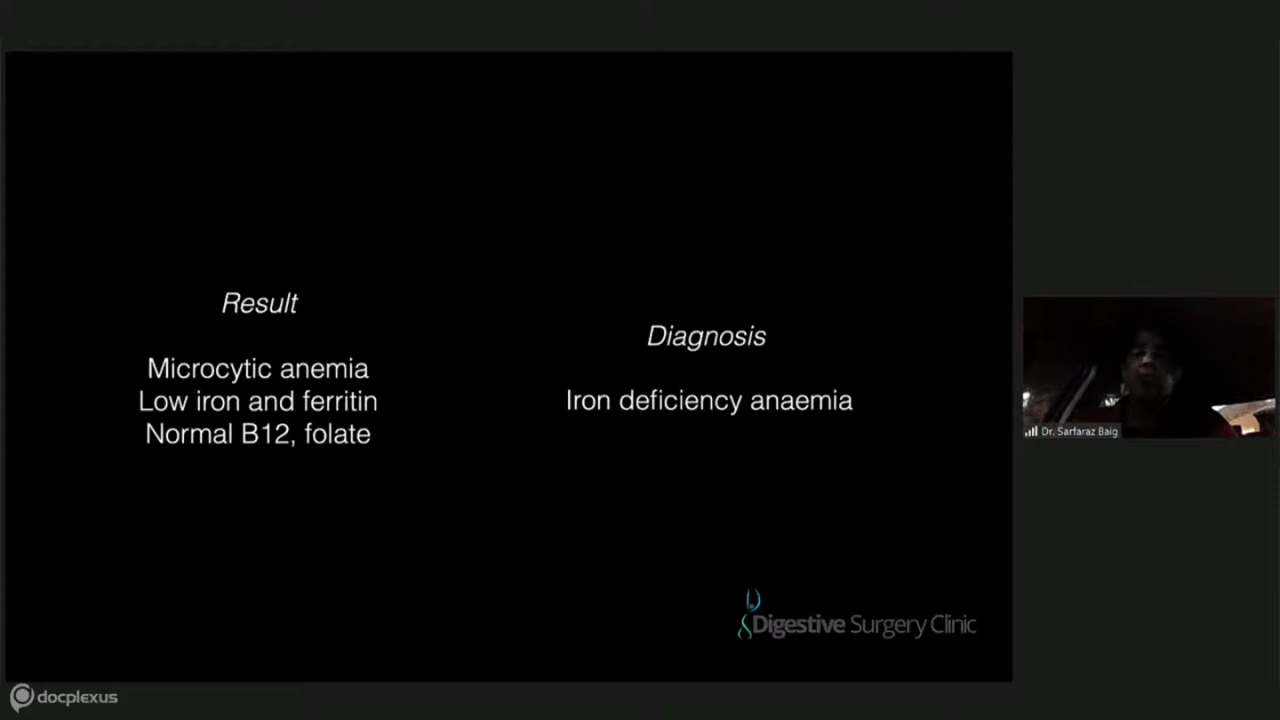 Result
Microcytic anemia
Low iron and ferritin
Normal B12, folate
Diagnosis
Iron deficiency anaemia
Digestive Surgery Clinic
Dr. Sarfaraz Baig
docplexus